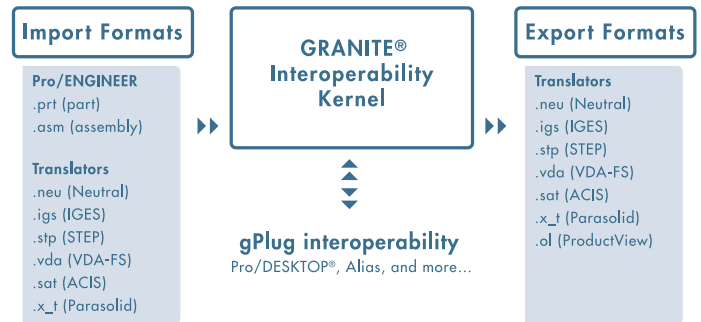 Import Formats
Pro/ENGINEER
.prt (part)
.asm (assembly)
Translators
.neu (Neutral)
.igs (IGES)
.stp (STEP)
.vda (VDA-FS)
.sat (ACIS)
.x_t (Parasolid)
GRANITE®
Interoperability
Kernel
gPlug interoperability
Pro/DESKTOP®, Alias, and more...
Export Formats
Translators
.neu (Neutral)
.igs (IGES)
.stp (STEP)
.vda (VDA-FS)
.sat (ACIS)
.x_t (Parasolid)
.ol (ProductView)